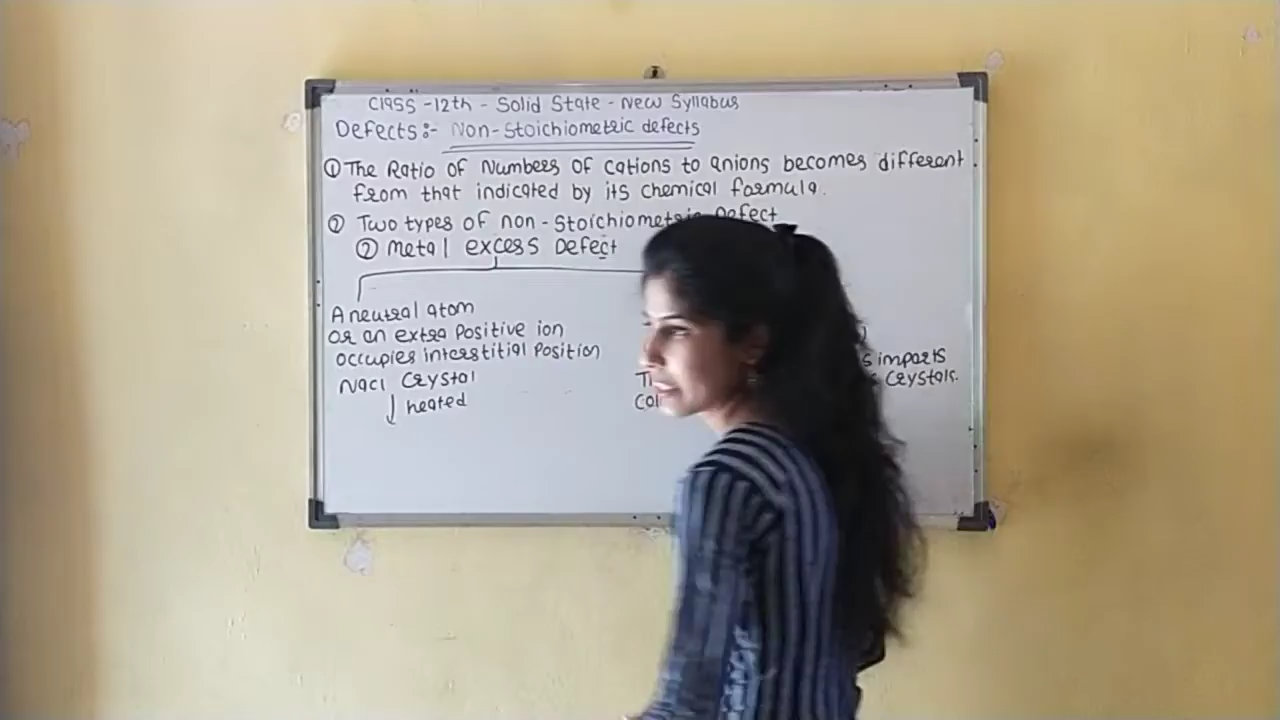 Class -12th - Solid State - New Syllabus
Defects:- Non-Stoichiometric defects
① The Ratio of Numbers of cations to anions becomes different
from that indicated by its chemical formula.
② Two types of non-Stoichiometric Defect
② Metal excess Defect
A neutral atom
or an extra positive ion
occupies interstitial Position
NaCl Crystal
↓ heated
imparts
Crystals.